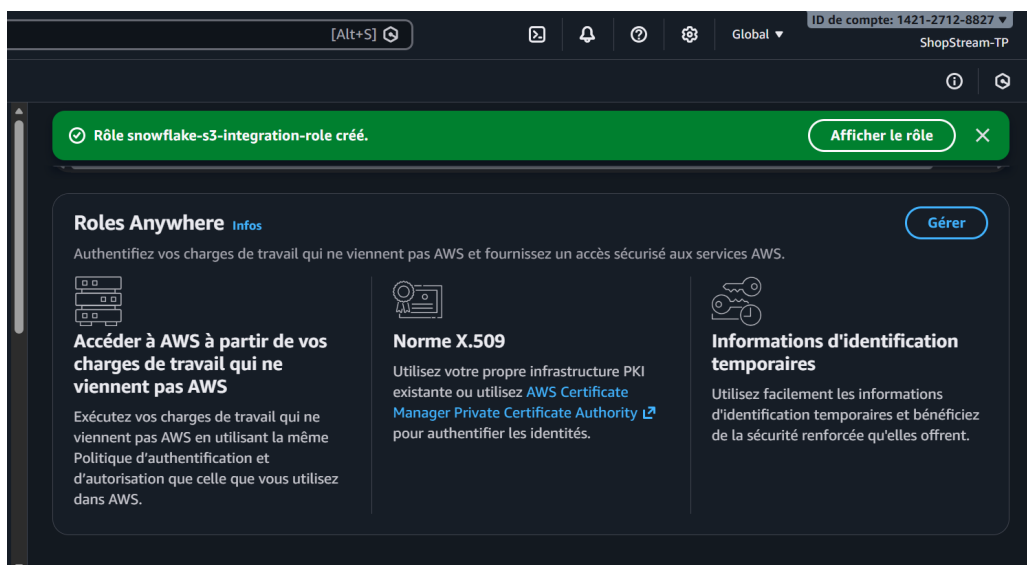 [Alt+S]
Global
ID de compte: 1421-2712-8827
ShopStream-TP
Rôle snowflake-s3-integration-role créé.
Afficher le rôle
Roles Anywhere Infos
Gérer
Authentifiez vos charges de travail qui ne viennent pas AWS et fournissez un accès sécurisé aux services AWS.
Accéder à AWS à partir de vos
charges de travail qui ne
viennent pas AWS
Exécutez vos charges de travail qui ne
viennent pas AWS en utilisant la même
Politique d'authentification et
d'autorisation que celle que vous utilisez
dans AWS.
Norme X.509
Utilisez votre propre infrastructure PKI
existante ou utilisez AWS Certificate
Manager Private Certificate Authority
pour authentifier les identités.
Informations d'identification
temporaires
Utilisez facilement les informations
d'identification temporaires et bénéficiez
de la sécurité renforcée qu'elles offrent.